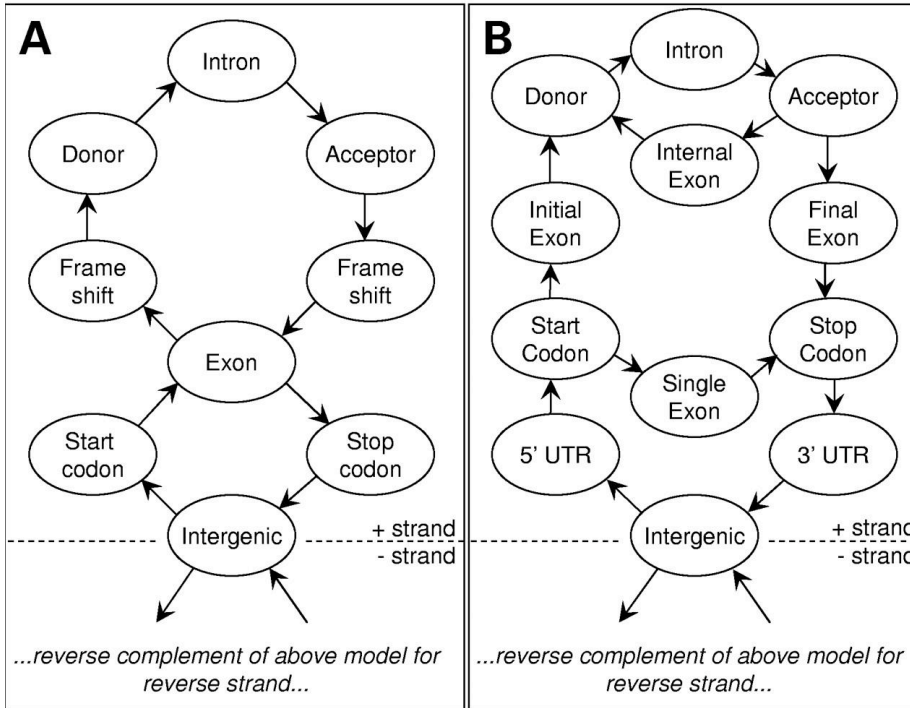 A
Intron
Donor
Acceptor
Frame
shift
Frame
shift
Exon
Start
codon
Stop
codon
Intergenic
+ strand
- strand
...reverse complement of above model for
reverse strand...
B
Intron
Donor
Acceptor
Internal
Exon
Initial
Exon
Final
Exon
Start
Codon
Stop
Codon
Single
Exon
5' UTR
3' UTR
Intergenic
+ strand
- strand
...reverse complement of above model for
reverse strand...